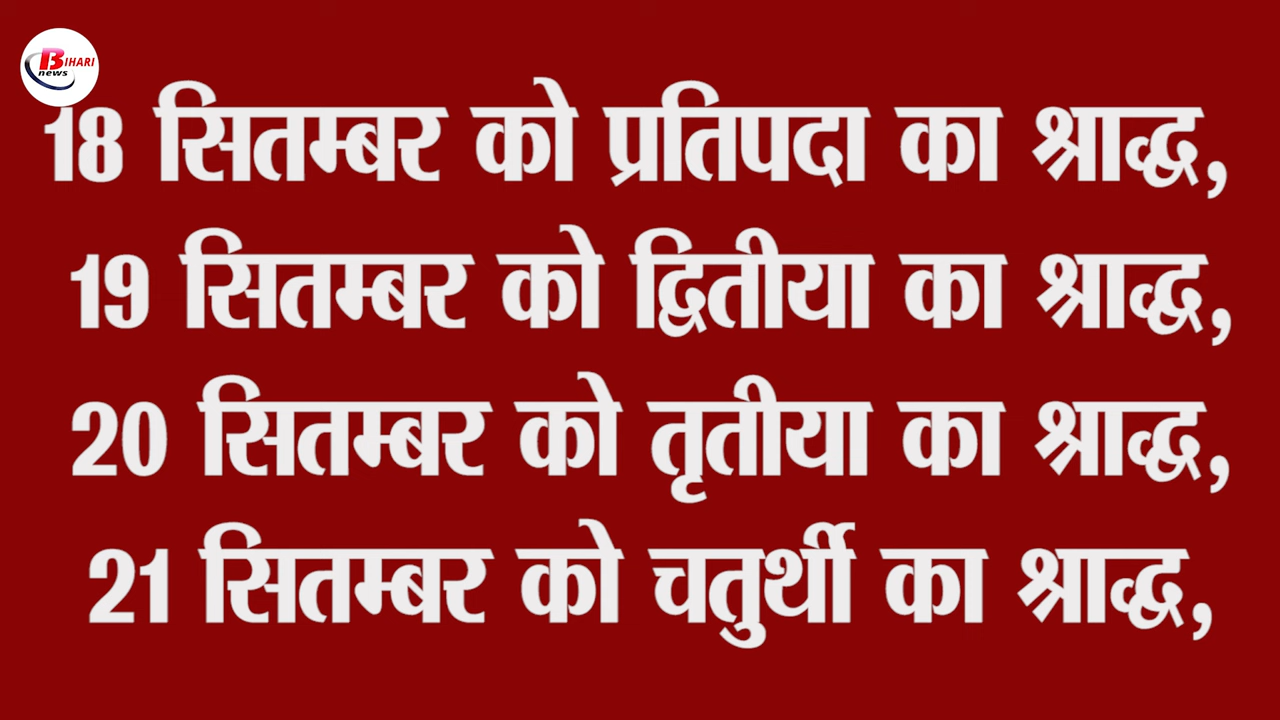 BIHARI
news
18 सितम्बर को प्रतिपदा का श्राद्ध,
19 सितम्बर को द्वितीया का श्राद्ध,
20 सितम्बर को तृतीया का श्राद्ध,
21 सितम्बर को चतुर्थी का श्राद्ध,